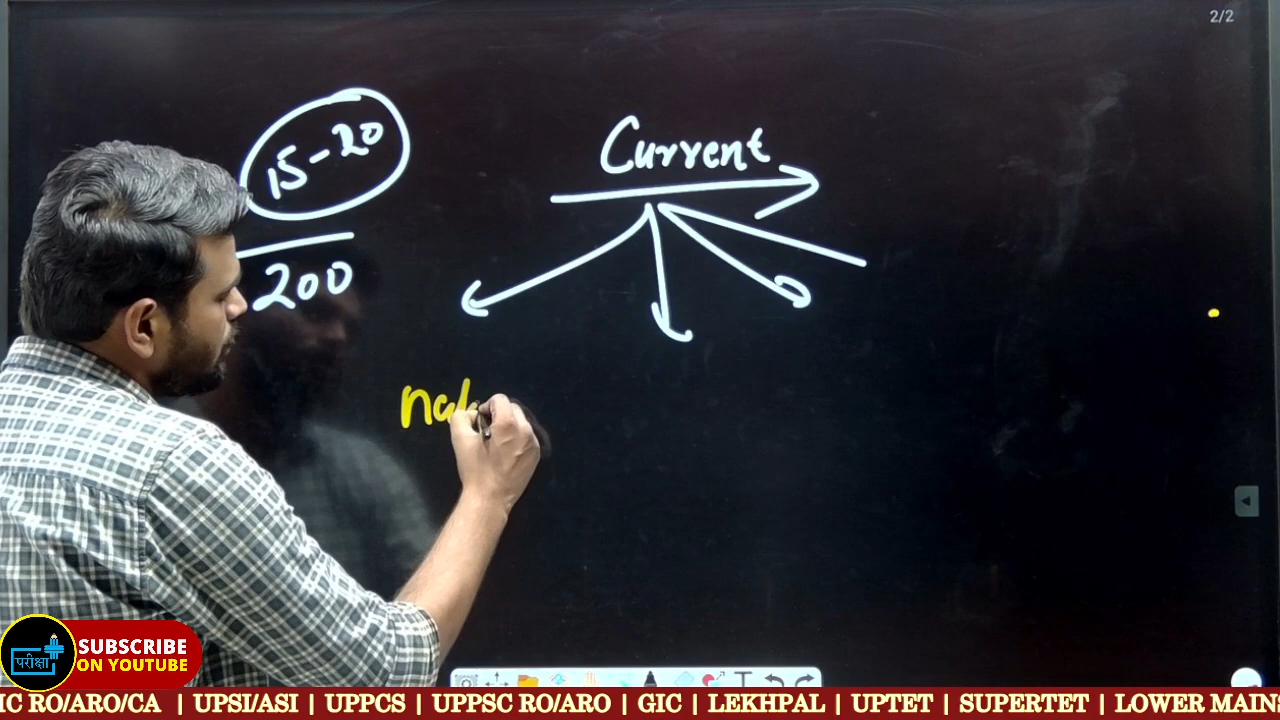 2/2
15-20
200
Current
परीक्षा
SUBSCRIBE
ON YOUTUBE
IC RO/ARO/CA | UPSI/ASI | UPPCS | UPPSC RO/ARO | GIC | LEKHPAL | UPTET | SUPERTET | LOWER MAINS